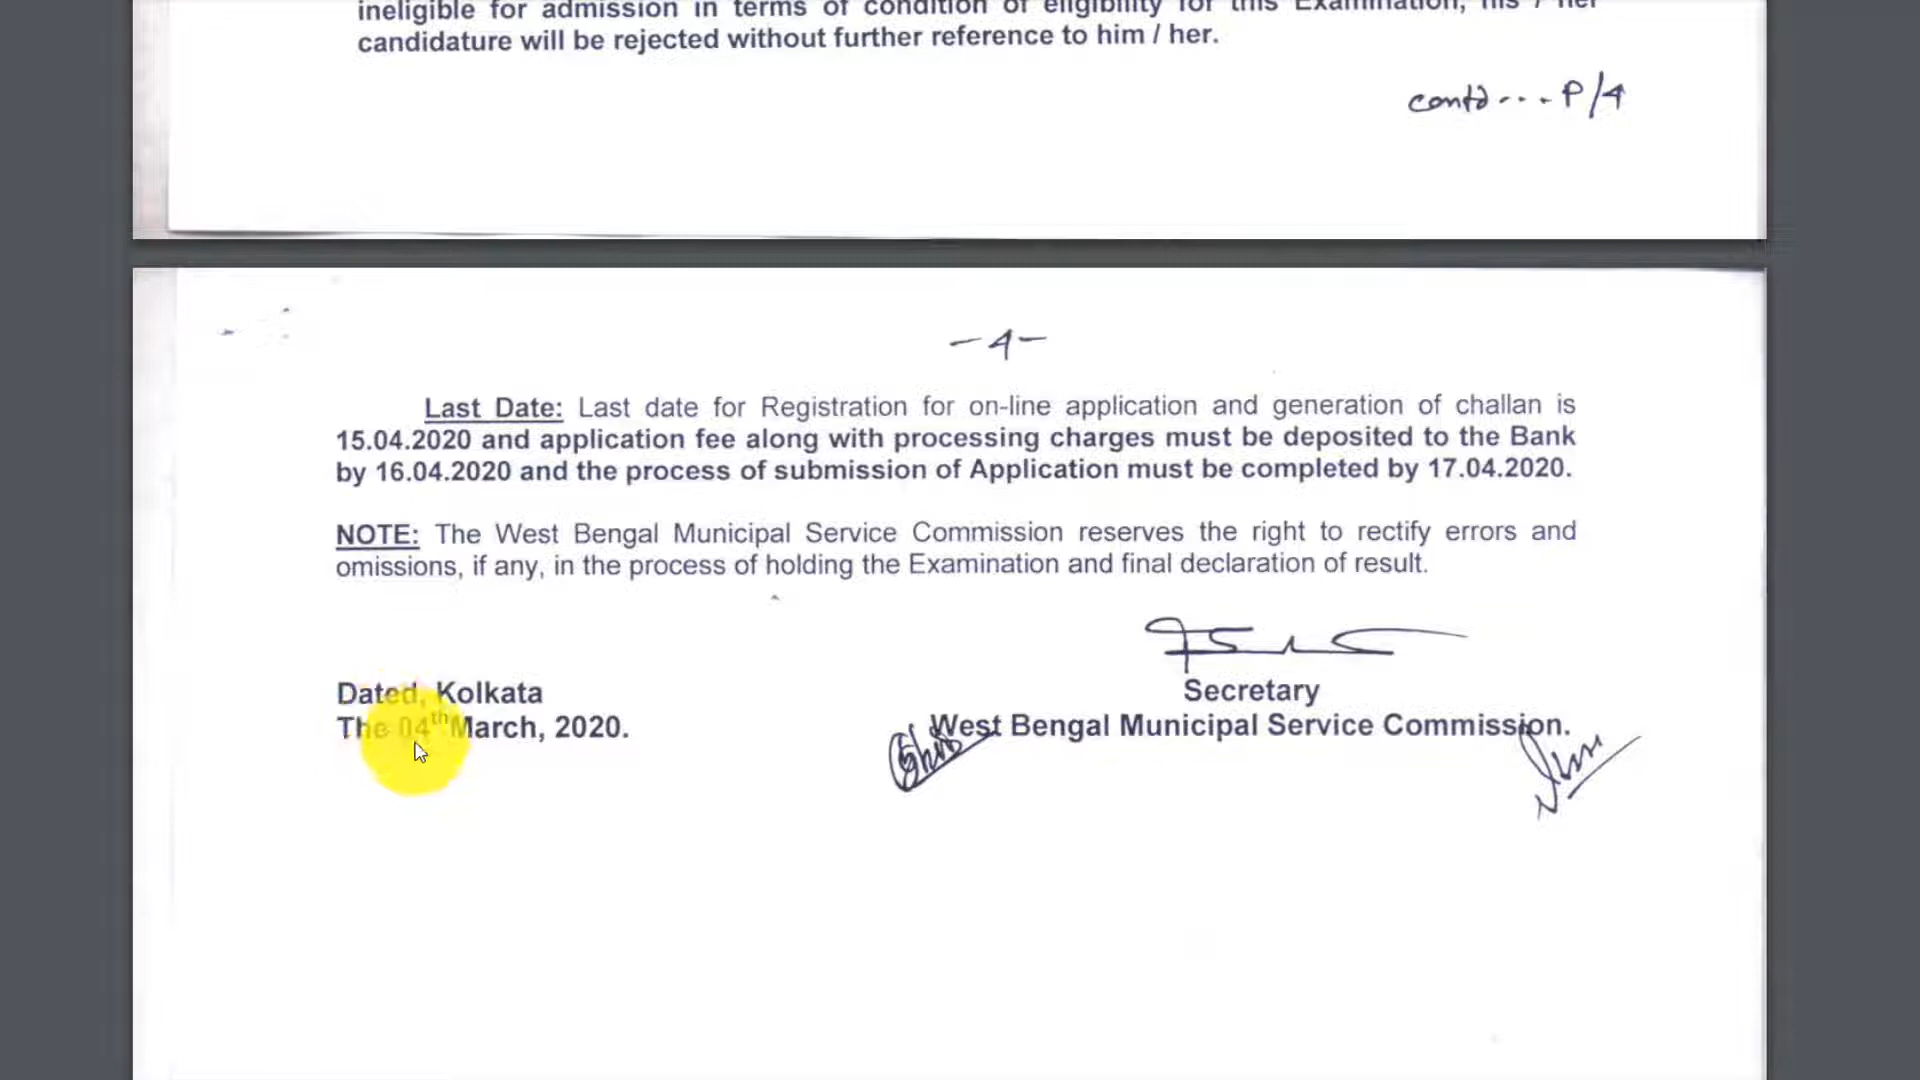 ineligible for admission in terms of condition of eligibility for this Examination, his / her
candidature will be rejected without further reference to him / her.
contd....P/4
-4-
Last Date: Last date for Registration for on-line application and generation of challan is
15.04.2020 and application fee along with processing charges must be deposited to the Bank
by 16.04.2020 and the process of submission of Application must be completed by 17.04.2020.
NOTE: The West Bengal Municipal Service Commission reserves the right to rectify errors and
omissions, if any, in the process of holding the Examination and final declaration of result.
Dated, Kolkata
The 04th March, 2020.
Secretary
West Bengal Municipal Service Commission.